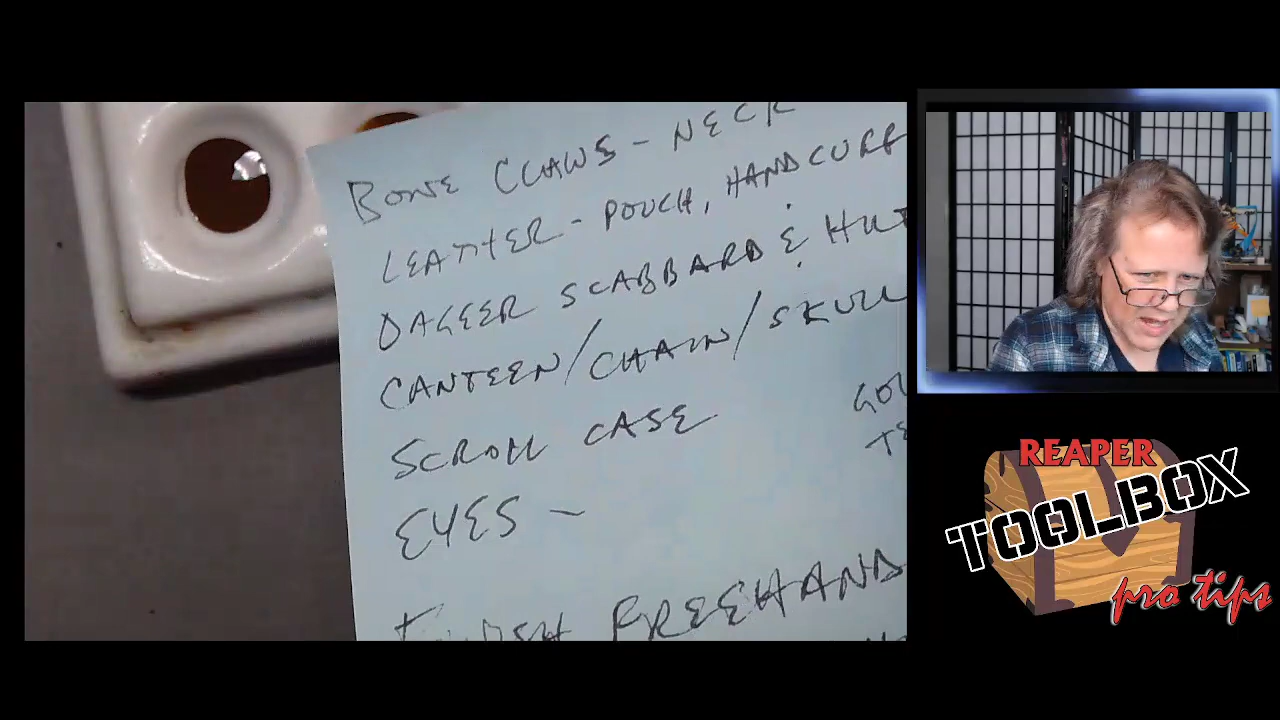 BONE CLAWS - NECK
LEATHER - POUCH, HANDCUFF
DAGGER SCABBARD &
CANTEEN/CHAIN/SKULL
SCROLL CASE
EYES -
FREEHAND
REAPER
TOOLBOX
pro tips